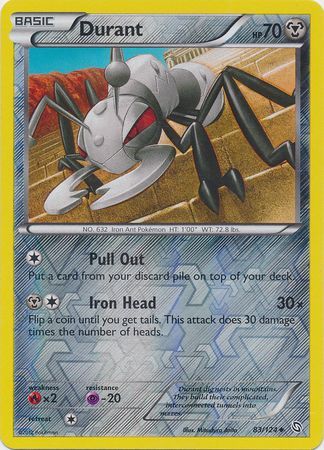 BASIC
Durant HP70
NO. 632 Iron Ant Pokémon HT: 1'00" WT: 72.8 lbs.
Pull Out
Put a card from your discard pile on top of your deck.
Iron Head 30×
Flip a coin until you get tails. This attack does 30 damage
times the number of heads.
weakness resistance
×2 -20
retreat
Durant dig nests in mountains.
They build their complicated,
interconnected tunnels into
mazes.
Illus. Mitsuhiro Arita
83/124